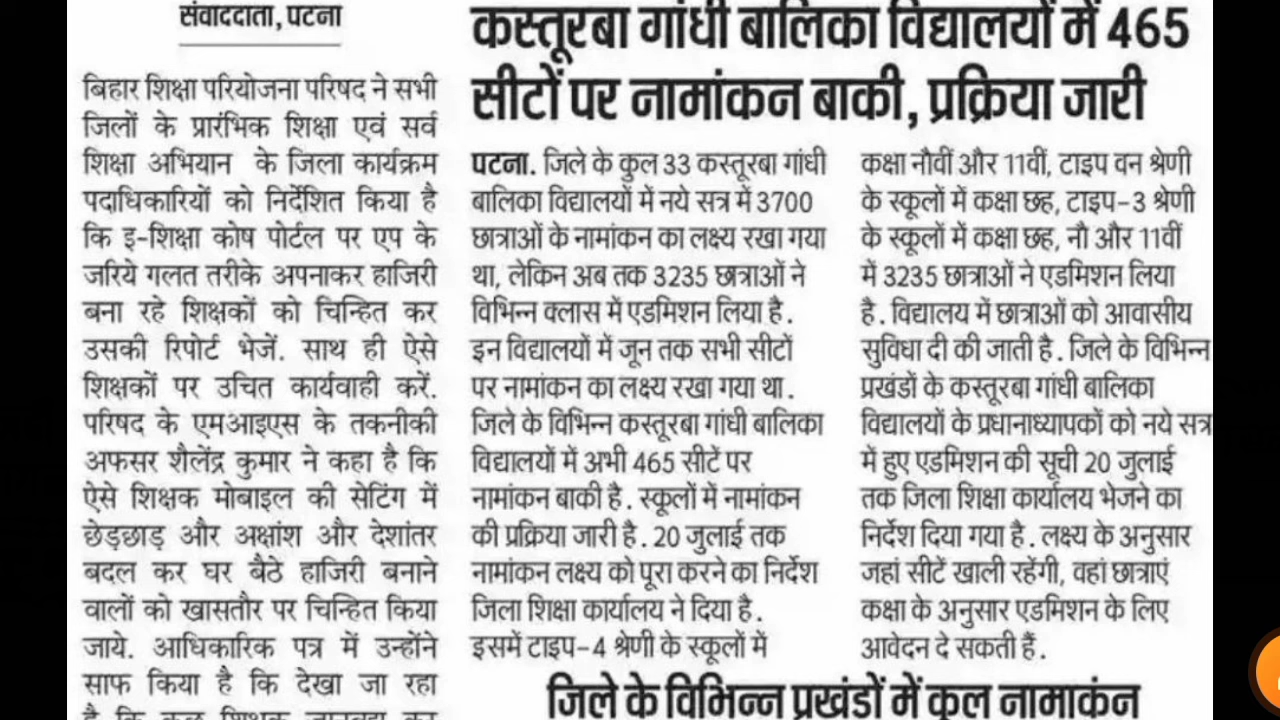 संवाददाता, पटना
बिहार शिक्षा परियोजना परिषद ने सभी
जिलों के प्रारंभिक शिक्षा एवं सर्व
शिक्षा अभियान के जिला कार्यक्रम
पदाधिकारियों को निर्देशित किया है
कि इ-शिक्षा कोष पोर्टल पर एप के
जरिये गलत तरीके अपनाकर हाजिरी
बना रहे शिक्षकों को चिन्हित कर
उसकी रिपोर्ट भेजें. साथ ही ऐसे
शिक्षकों पर उचित कार्यवाही करें.
परिषद के एमआइएस के तकनीकी
अफसर शैलेंद्र कुमार ने कहा है कि
ऐसे शिक्षक मोबाइल की सेटिंग में
छेड़छाड़ और अक्षांश और देशांतर
बदल कर घर बैठे हाजिरी बनाने
वालों को खासतौर पर चिन्हित किया
जाये. आधिकारिक पत्र में उन्होंने
साफ किया है कि देखा जा रहा
है कि कुछ शिक्षक
कस्तूरबा गांधी बालिका विद्यालयों में 465
सीटों पर नामांकन बाकी, प्रक्रिया जारी
पटना. जिले के कुल 33 कस्तूरबा गांधी
बालिका विद्यालयों में नये सत्र में 3700
छात्राओं के नामांकन का लक्ष्य रखा गया
था, लेकिन अब तक 3235 छात्राओं ने
विभिन्न क्लास में एडमिशन लिया है.
इन विद्यालयों में जून तक सभी सीटों
पर नामांकन का लक्ष्य रखा गया था.
जिले के विभिन्न कस्तूरबा गांधी बालिका
विद्यालयों में अभी 465 सीटें पर
नामांकन बाकी है. स्कूलों में नामांकन
की प्रक्रिया जारी है. 20 जुलाई तक
नामांकन लक्ष्य को पूरा करने का निर्देश
जिला शिक्षा कार्यालय ने दिया है.
इसमें टाइप-4 श्रेणी के स्कूलों में
कक्षा नौवीं और 11वीं, टाइप वन श्रेणी
के स्कूलों में कक्षा छह, टाइप-3 श्रेणी
के स्कूलों में कक्षा छह, नौ और 11वीं
में 3235 छात्राओं ने एडमिशन लिया
है. विद्यालय में छात्राओं को आवासीय
सुविधा दी की जाती है. जिले के विभिन्न
प्रखंडों के कस्तूरबा गांधी बालिका
विद्यालयों के प्रधानाध्यापकों को नये सत्र
में हुए एडमिशन की सूची 20 जुलाई
तक जिला शिक्षा कार्यालय भेजने का
निर्देश दिया गया है. लक्ष्य के अनुसार
जहां सीटें खाली रहेंगी, वहां छात्राएं
कक्षा के अनुसार एडमिशन के लिए
आवेदन दे सकती हैं.
जिले के विभिन्न प्रखंडों में कुल नामाकंन